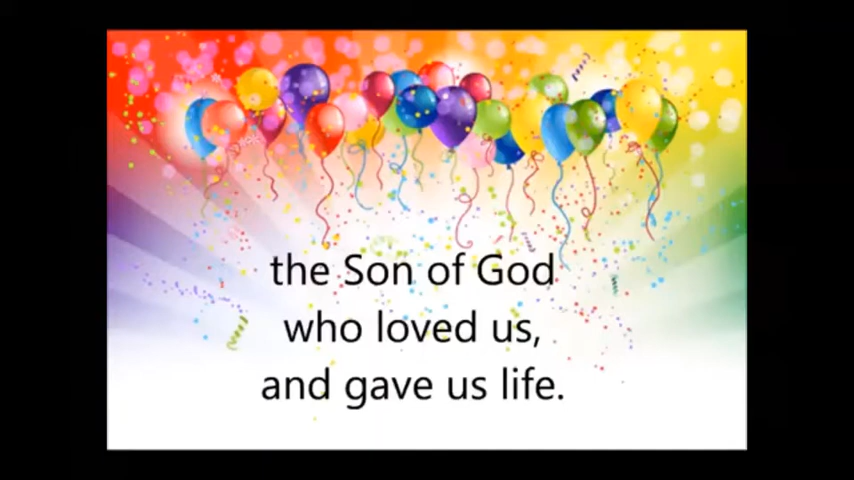 the Son of God
who loved us,
and gave us life.